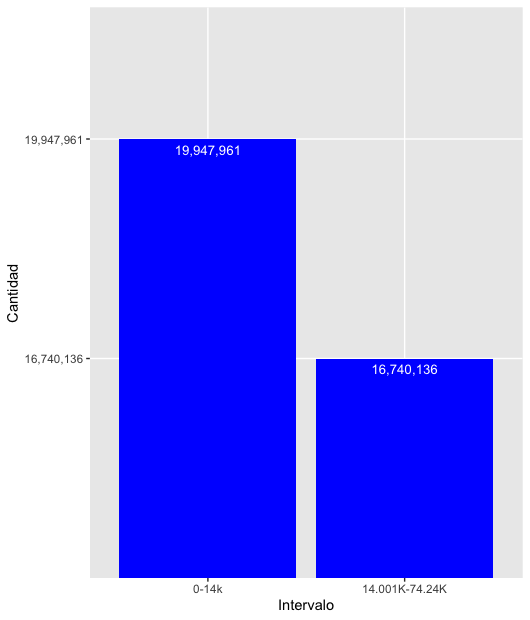 Cantidad
19,947,961
16,740,136
19,947,961
16,740,136
0-14k
14.001K-74.24K
Intervalo